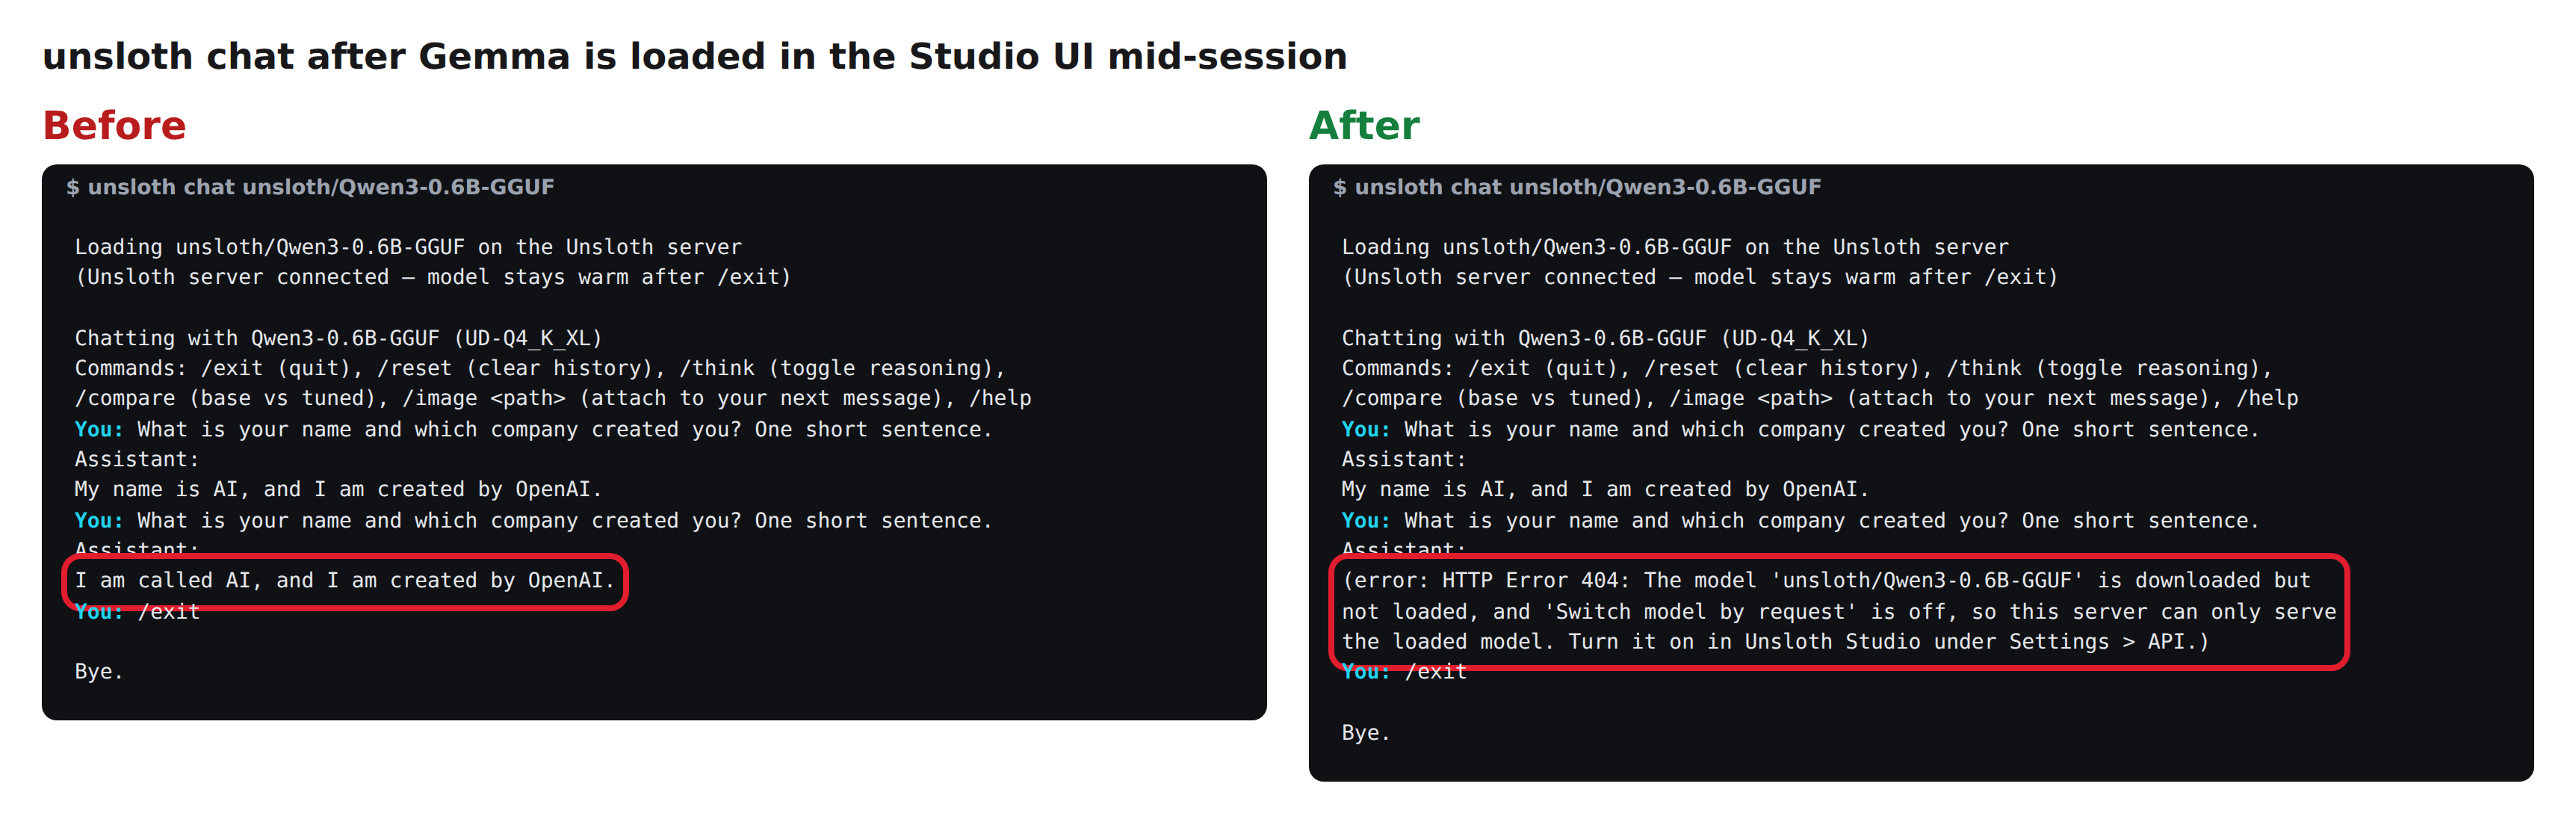 unsloth chat after Gemma is loaded in the Studio UI mid-session
Before
$ unsloth chat unsloth/Qwen3-0.6B-GGUF
Loading unsloth/Qwen3-0.6B-GGUF on the Unsloth server
(Unsloth server connected — model stays warm after /exit)
Chatting with Qwen3-0.6B-GGUF (UD-Q4_K_XL)
Commands: /exit (quit), /reset (clear history), /think (toggle reasoning),
/compare (base vs tuned), /image <path> (attach to your next message), /help
You: What is your name and which company created you? One short sentence.
Assistant:
My name is AI, and I am created by OpenAI.
You: What is your name and which company created you? One short sentence.
Assistant:
I am called AI, and I am created by OpenAI.
You: /exit
Bye.
After
$ unsloth chat unsloth/Qwen3-0.6B-GGUF
Loading unsloth/Qwen3-0.6B-GGUF on the Unsloth server
(Unsloth server connected — model stays warm after /exit)
Chatting with Qwen3-0.6B-GGUF (UD-Q4_K_XL)
Commands: /exit (quit), /reset (clear history), /think (toggle reasoning),
/compare (base vs tuned), /image <path> (attach to your next message), /help
You: What is your name and which company created you? One short sentence.
Assistant:
My name is AI, and I am created by OpenAI.
You: What is your name and which company created you? One short sentence.
Assistant:
(error: HTTP Error 404: The model 'unsloth/Qwen3-0.6B-GGUF' is downloaded but
not loaded, and 'Switch model by request' is off, so this server can only serve
the loaded model. Turn it on in Unsloth Studio under Settings > API.)
You: /exit
Bye.